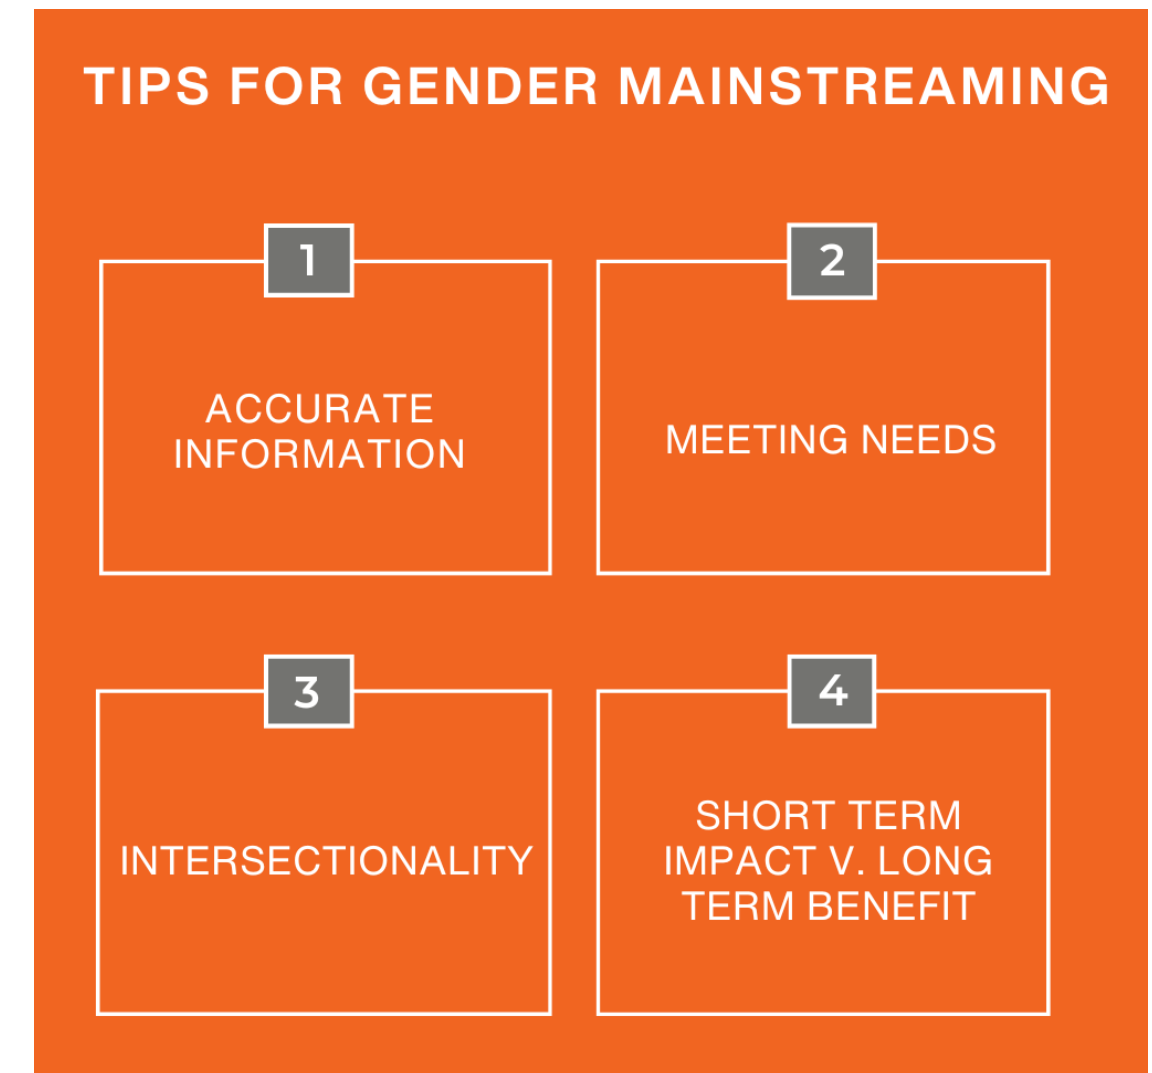 TIPS FOR GENDER MAINSTREAMING
1
ACCURATE
INFORMATION
2
MEETING NEEDS
3
INTERSECTIONALITY
4
SHORT TERM
IMPACT V. LONG
TERM BENEFIT